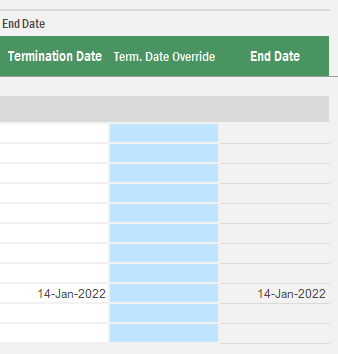 End Date
Termination Date Term. Date Override End Date
14-Jan-2022 14-Jan-2022